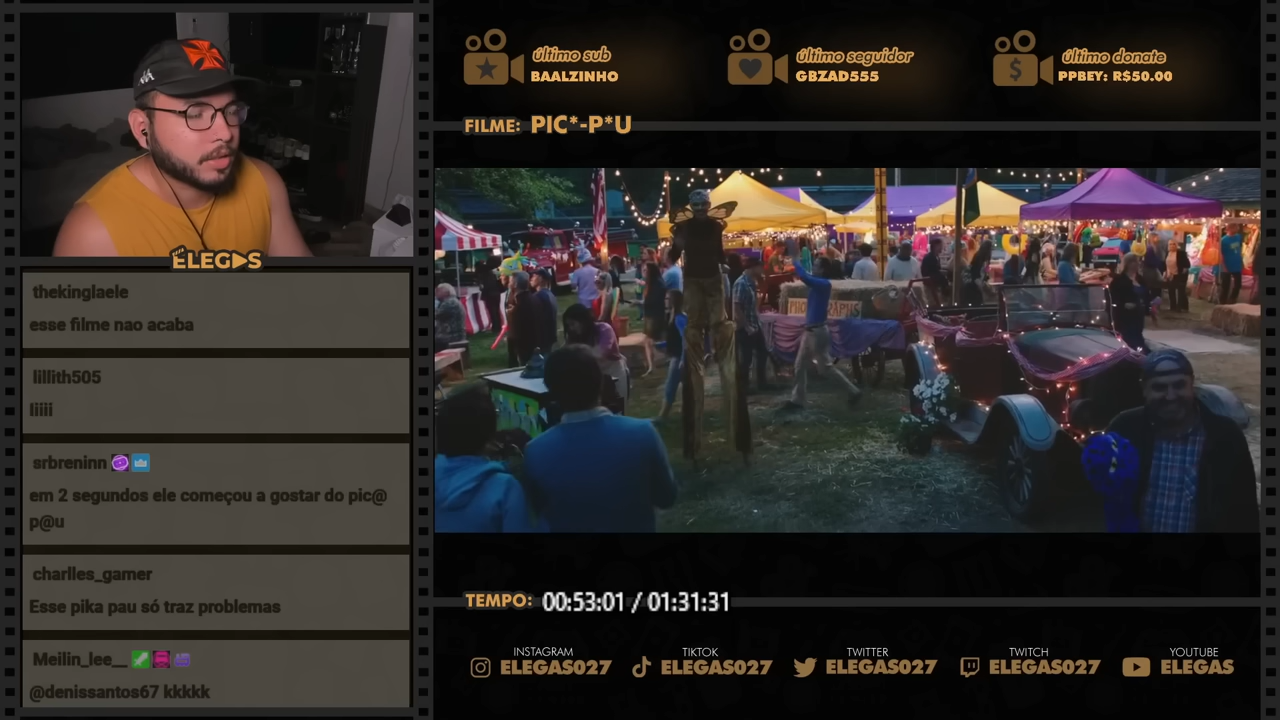 ELEGAS
thekinglaele
esse filme nao acaba
lillith505
liiii
srbreninn
em 2 segundos ele começou a gostar do pic@
p@u
charlles_gamer
Esse pika pau só traz problemas
Meilin_lee__
@denissantos67 kkkkk
último sub
BAALZINHO
último seguidor
GBZAD555
último donate
PPBEY: R$50.00
FILME: PIC*-P*U
TEMPO: 00:53:01 / 01:31:31
INSTAGRAM
ELEGAS027
TIKTOK
ELEGAS027
TWITTER
ELEGAS027
TWITCH
ELEGAS027
YOUTUBE
ELEGAS